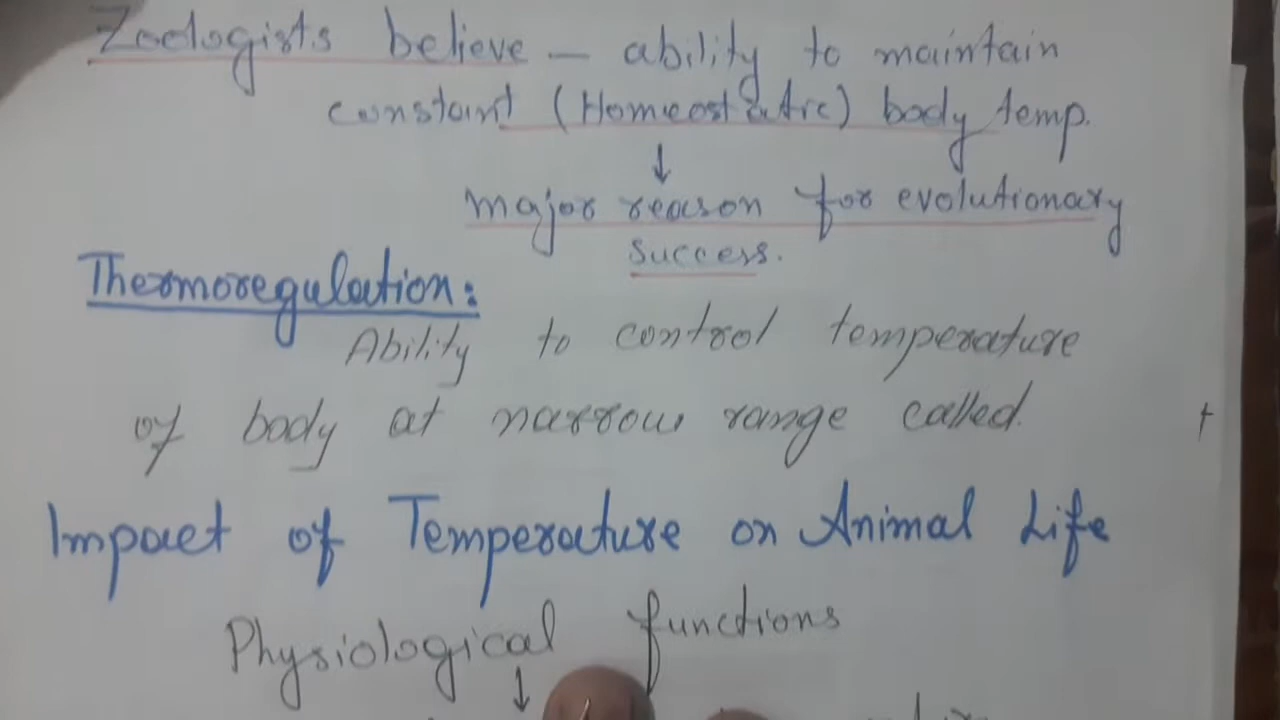 Zoologists believe – ability to maintain
constant (Homeostatic) body temp.
↓
major reason for evolutionary
success.
Thermoregulation:
Ability to control temperature
of body at narrow range called.
Impact of Temperature on Animal Life
Physiological functions
↓